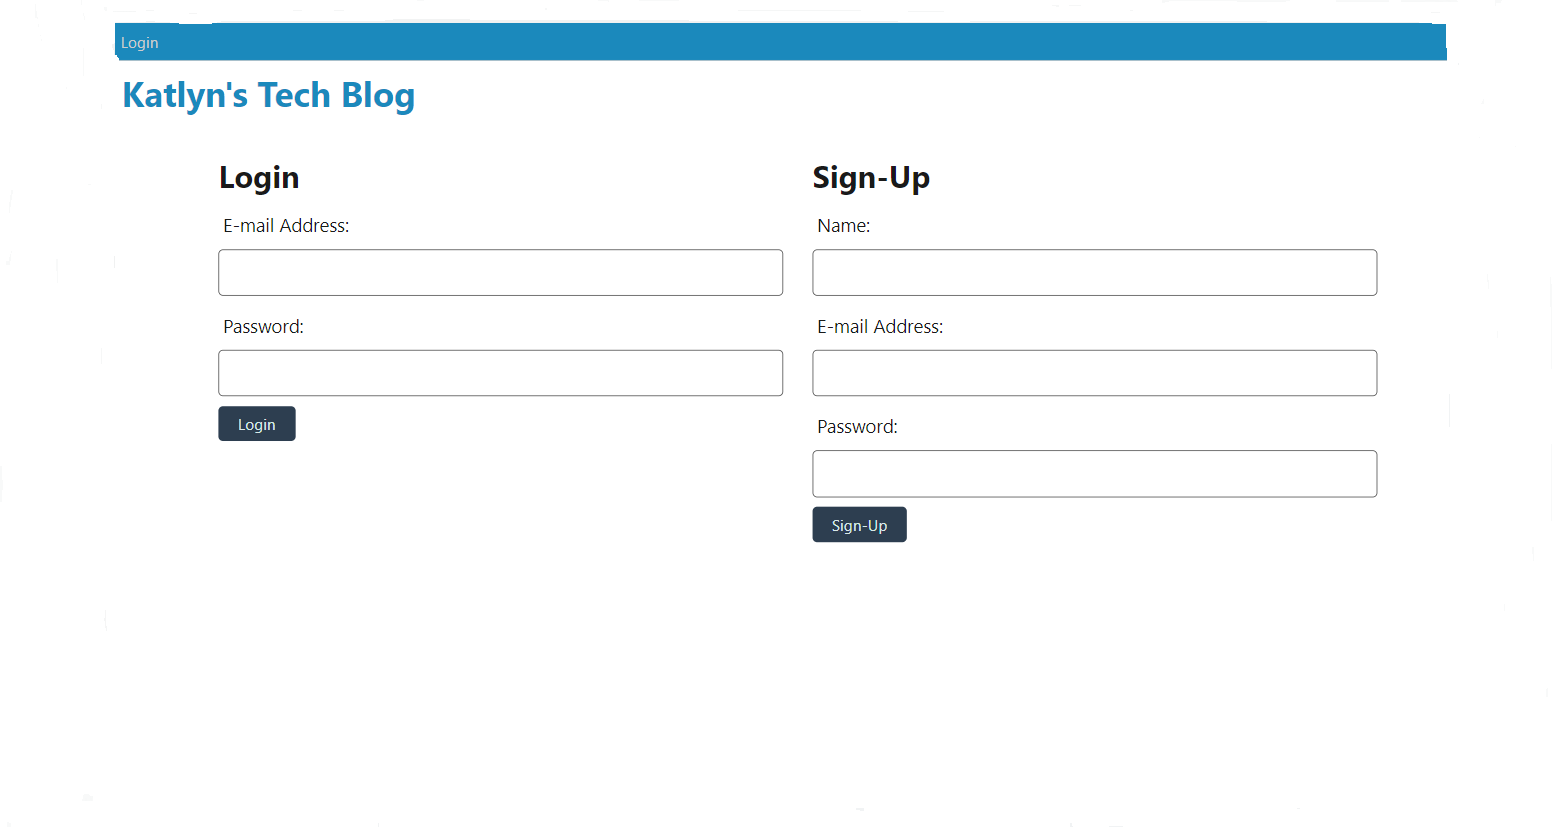 Login
Katlyn's Tech Blog
Login
E-mail Address:
Password:
Login
Sign-Up
Name:
E-mail Address:
Password:
Sign-Up